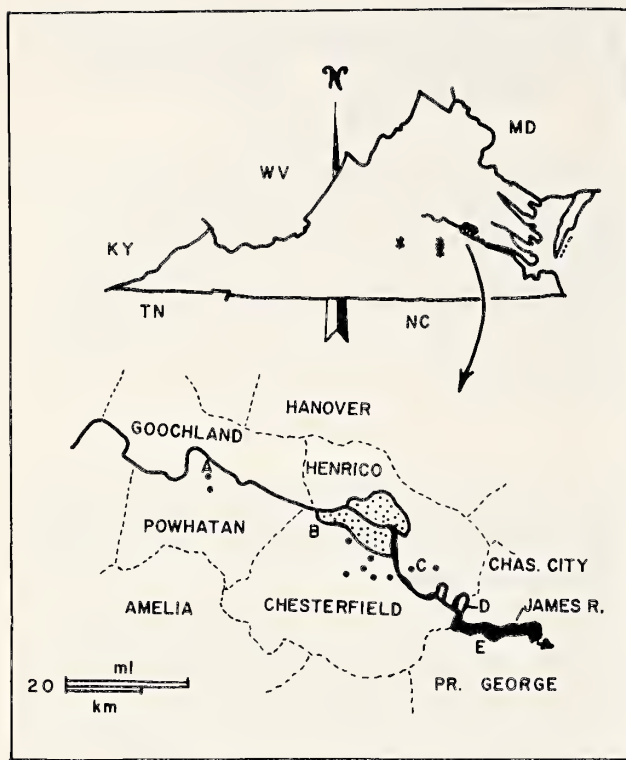 N
MD
WV
KY
TN
NC
HANOVER
GOOCHLAND
HENRICO
A
POWHATAN
B
C
CHAS. CITY
AMELIA
CHESTERFIELD
D
JAMES R.
E
mi
20
km
PR. GEORGE